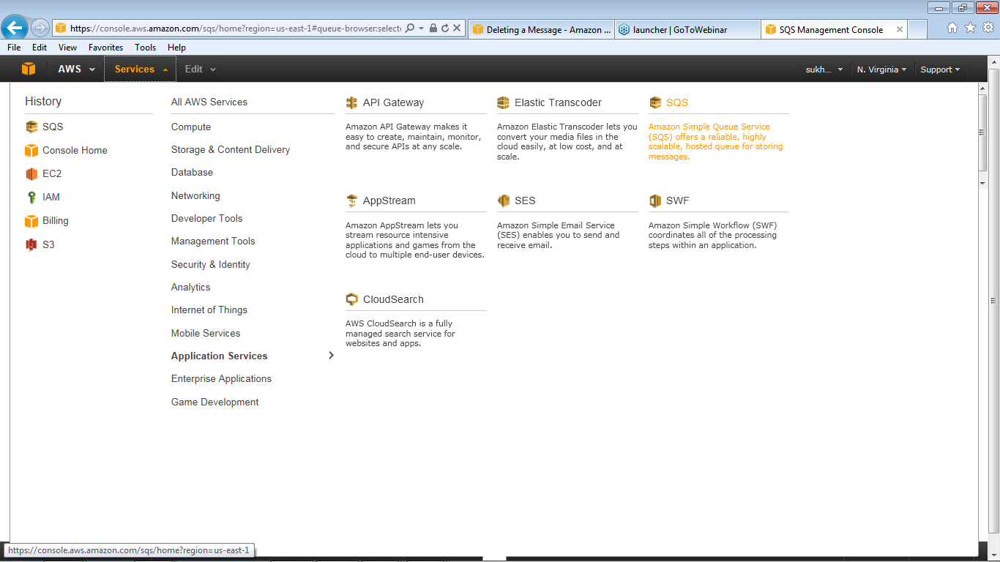 https://console.aws.amazon.com/sqs/home?region=us-east-1#queue-browser:selecte
Deleting a Message - Amazon ...
launcher | GoToWebinar
SQS Management Console
File Edit View Favorites Tools Help
AWS Services Edit sukh... N. Virginia Support
History
SQS
Console Home
EC2
IAM
Billing
S3
All AWS Services
Compute
Storage & Content Delivery
Database
Networking
Developer Tools
Management Tools
Security & Identity
Analytics
Internet of Things
Mobile Services
Application Services
Enterprise Applications
Game Development
API Gateway
Amazon API Gateway makes it
easy to create, maintain, monitor,
and secure APIs at any scale.
Elastic Transcoder
Amazon Elastic Transcoder lets you
convert your media files in the
cloud easily, at low cost, and at
scale.
SQS
Amazon Simple Queue Service
(SQS) offers a reliable, highly
scalable, hosted queue for storing
messages.
AppStream
Amazon AppStream lets you
stream resource intensive
applications and games from the
cloud to multiple end-user devices.
SES
Amazon Simple Email Service
(SES) enables you to send and
receive email.
SWF
Amazon Simple Workflow (SWF)
coordinates all of the processing
steps within an application.
CloudSearch
AWS CloudSearch is a fully
managed search service for
websites and apps.
https://console.aws.amazon.com/sqs/home?region=us-east-1